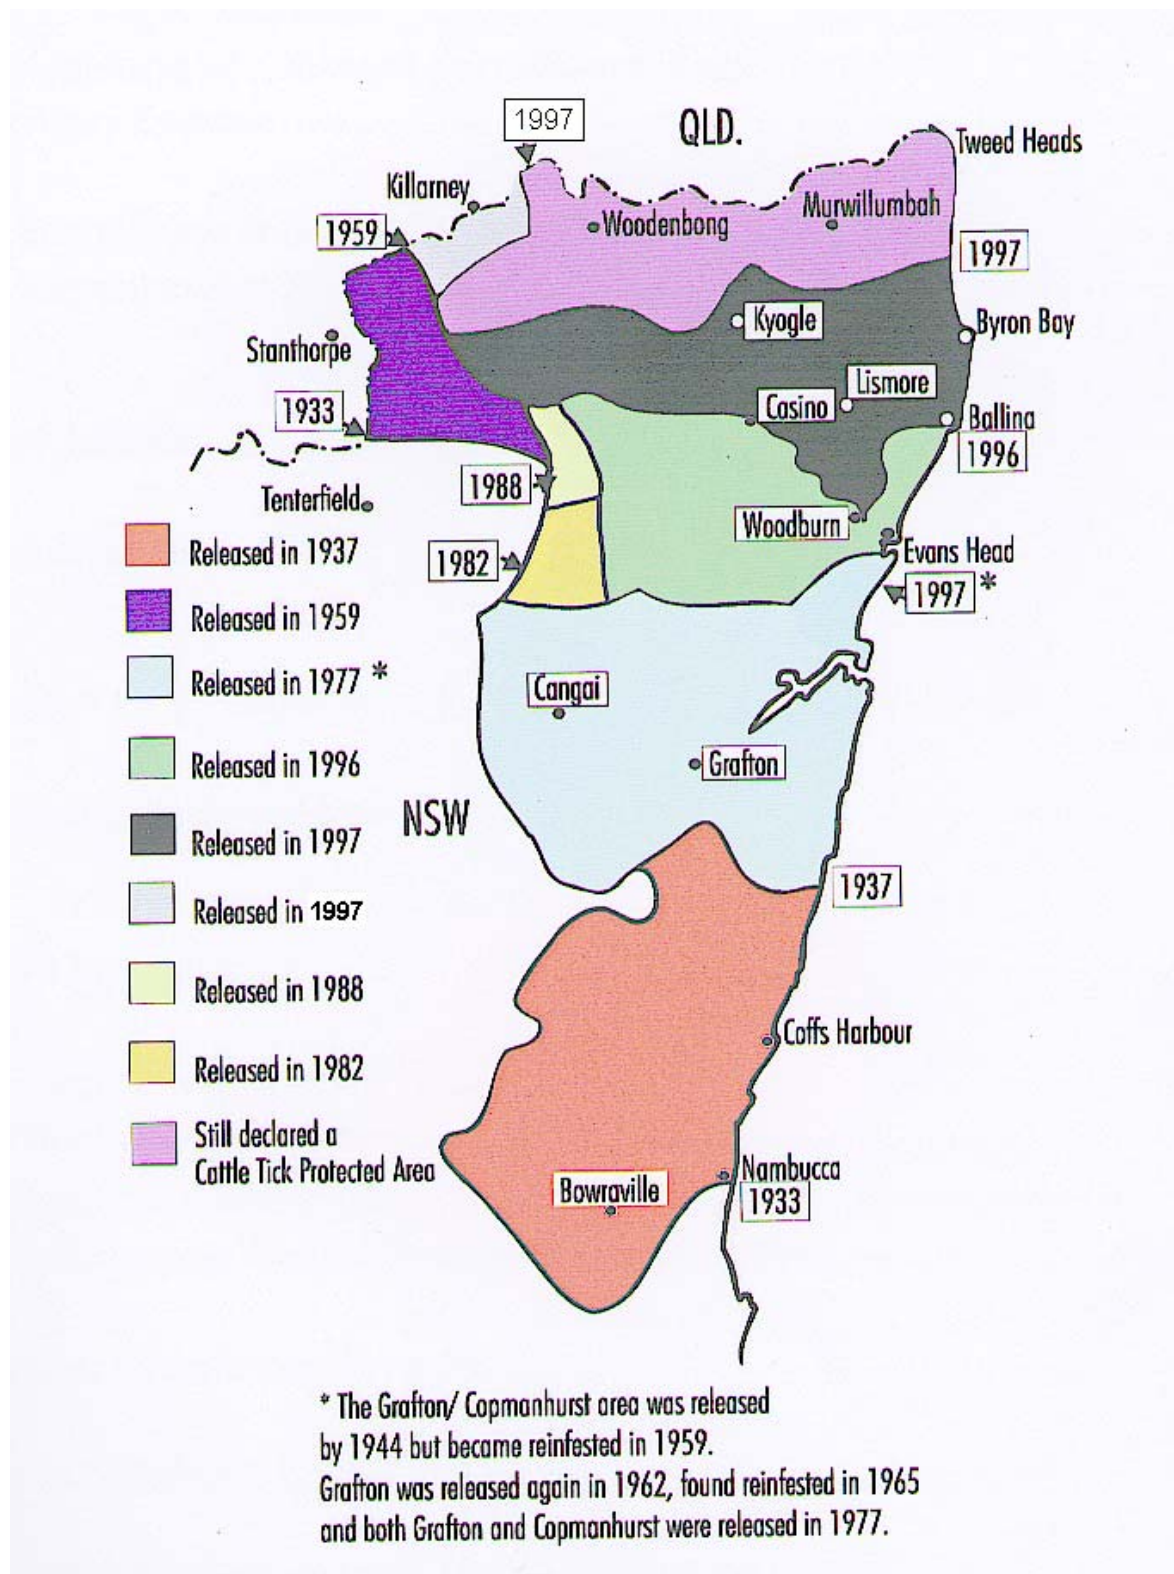 1997
QLD.
Tweed Heads
Killarney
Murwillumbah
1959
Woodenbong
1997
Kyogle
Byron Bay
Stanthorpe
Lismore
1933
Casino
Ballina
1996
1988
Tenterfield
Woodburn
Released in 1937
1982
Evans Head
1997 *
Released in 1959
Released in 1977 *
Cangai
Released in 1996
Grafton
NSW
Released in 1997
1937
Released in 1997
Released in 1988
Coffs Harbour
Released in 1982
Still declared a
Cattle Tick Protected Area
Nambucca
Bowraville
1933
* The Grafton/ Copmanhurst area was released
by 1944 but became reinfested in 1959.
Grafton was released again in 1962, found reinfested in 1965
and both Grafton and Copmanhurst were released in 1977.